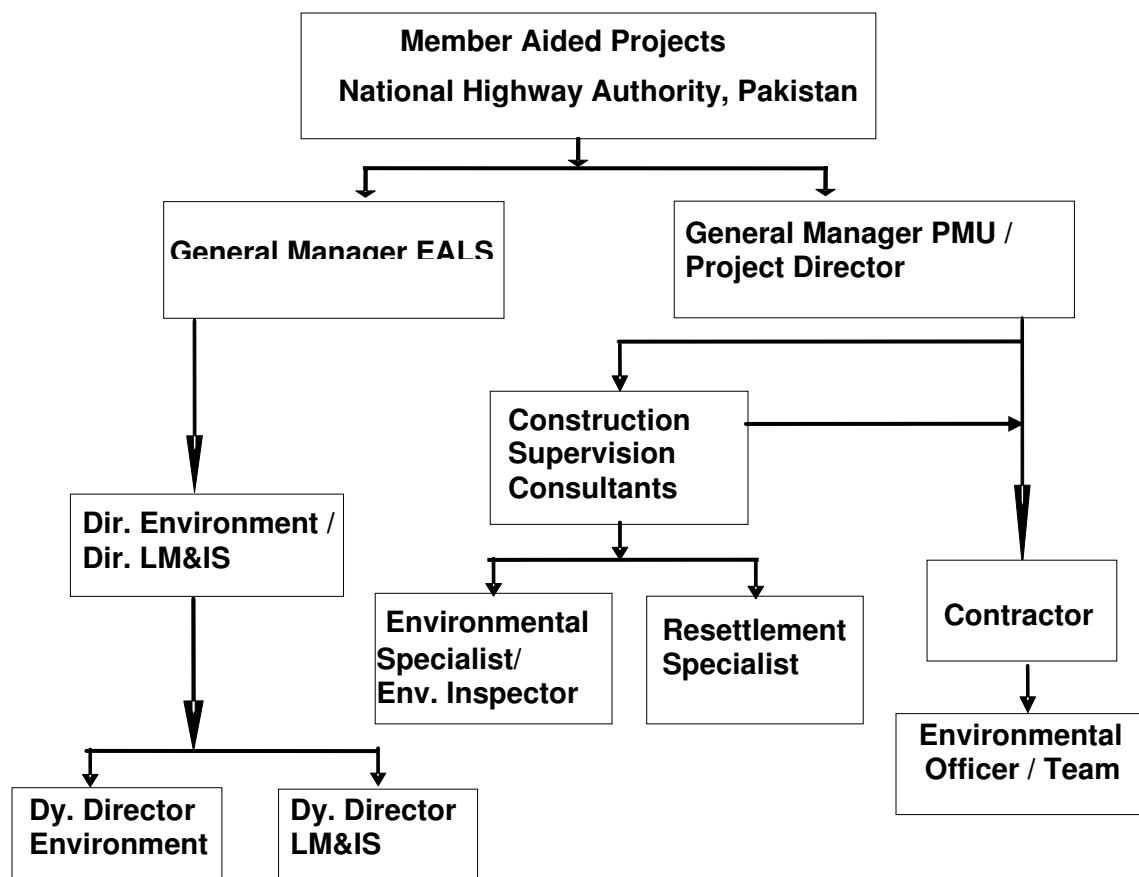 Member Aided Projects
National Highway Authority, Pakistan
General Manager EALS
General Manager PMU /
Project Director
Construction
Supervision
Consultants
Dir. Environment /
Dir. LM&IS
Environmental
Specialist/
Env. Inspector
Resettlement
Specialist
Contractor
Environmental
Officer / Team
Dy. Director
Environment
Dy. Director
LM&IS